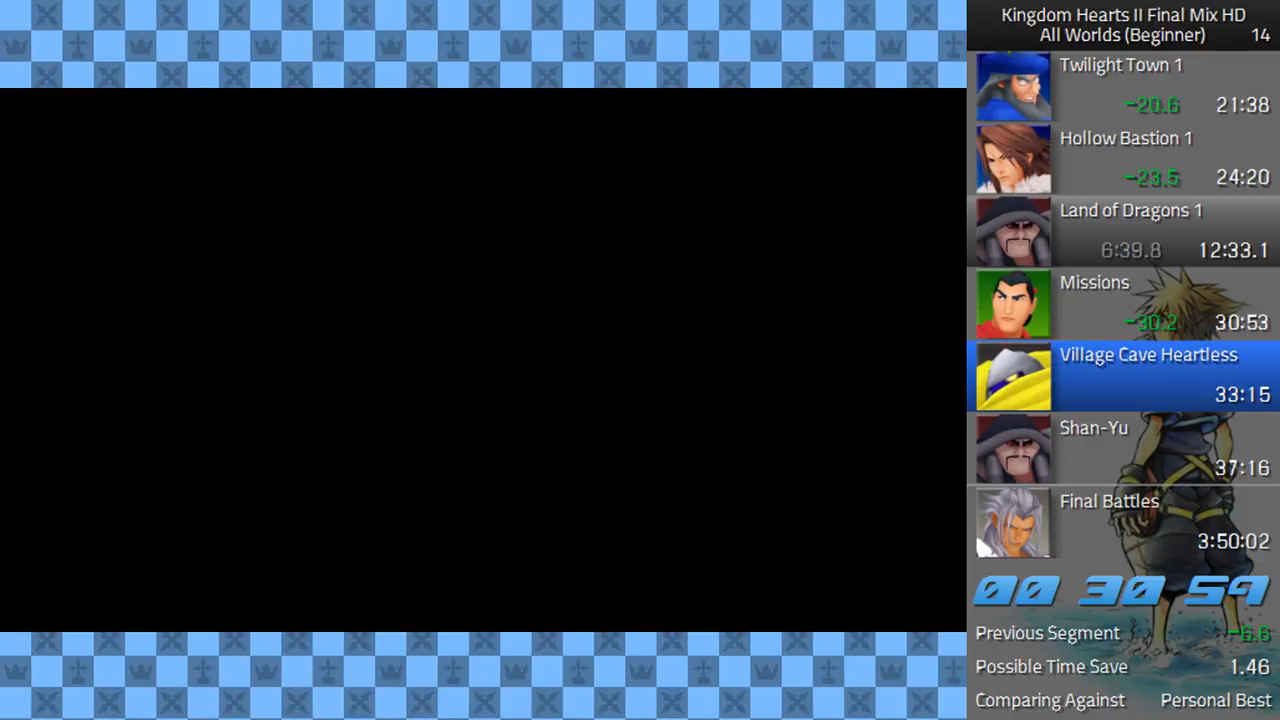 Kingdom Hearts II Final Mix HD
All Worlds (Beginner) 14
Twilight Town 1
-20.6 21:38
Hollow Bastion 1
-23.5 24:20
Land of Dragons 1
6:39.8 12:33.1
Missions
-30.2 30:53
Village Cave Heartless
33:15
Shan-Yu
37:16
Final Battles
3:50:02
00 30 59
Previous Segment -6.6
Possible Time Save 1.46
Comparing Against Personal Best